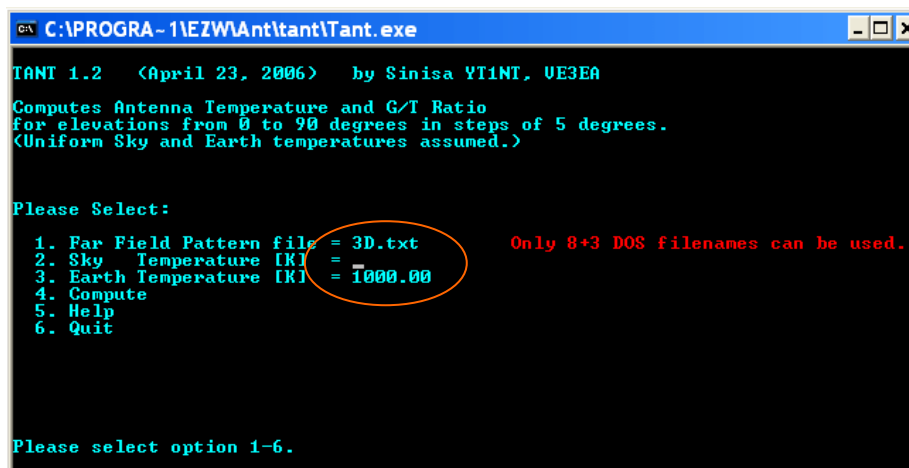 C:\PROGRA~1\EZW\Ant\tant\Tant.exe
TANT 1.2 (April 23, 2006) by Sinisa YT1NT, VE3EA
Computes Antenna Temperature and G/T Ratio
for elevations from 0 to 90 degrees in steps of 5 degrees.
(Uniform Sky and Earth temperatures assumed.)
Please Select:
1. Far Field Pattern file = 3D.txt Only 8+3 DOS filenames can be used.
2. Sky Temperature [K] = _
3. Earth Temperature [K] = 1000.00
4. Compute
5. Help
6. Quit
Please select option 1-6.